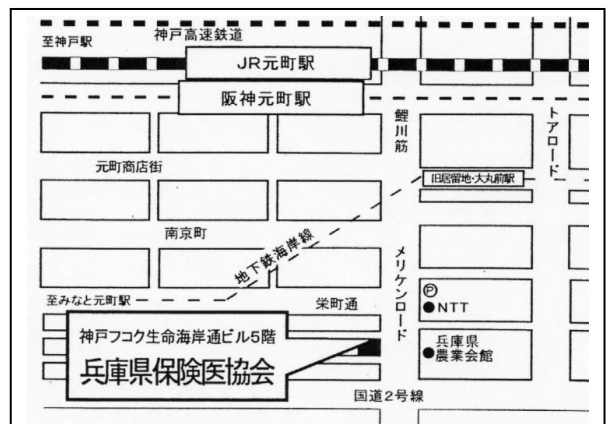 神戸高速鉄道
至神戸駅
JR元町駅
阪神元町駅
鯉川筋
トアロード
元町商店街
旧居留地・大丸前駅
南京町
地下鉄海岸線
メリケンロード
至みなと元町駅
栄町通
Ⓟ
●NTT
神戸フコク生命海岸通ビル5階
兵庫県保険医協会
●兵庫県
農業会館
国道2号線